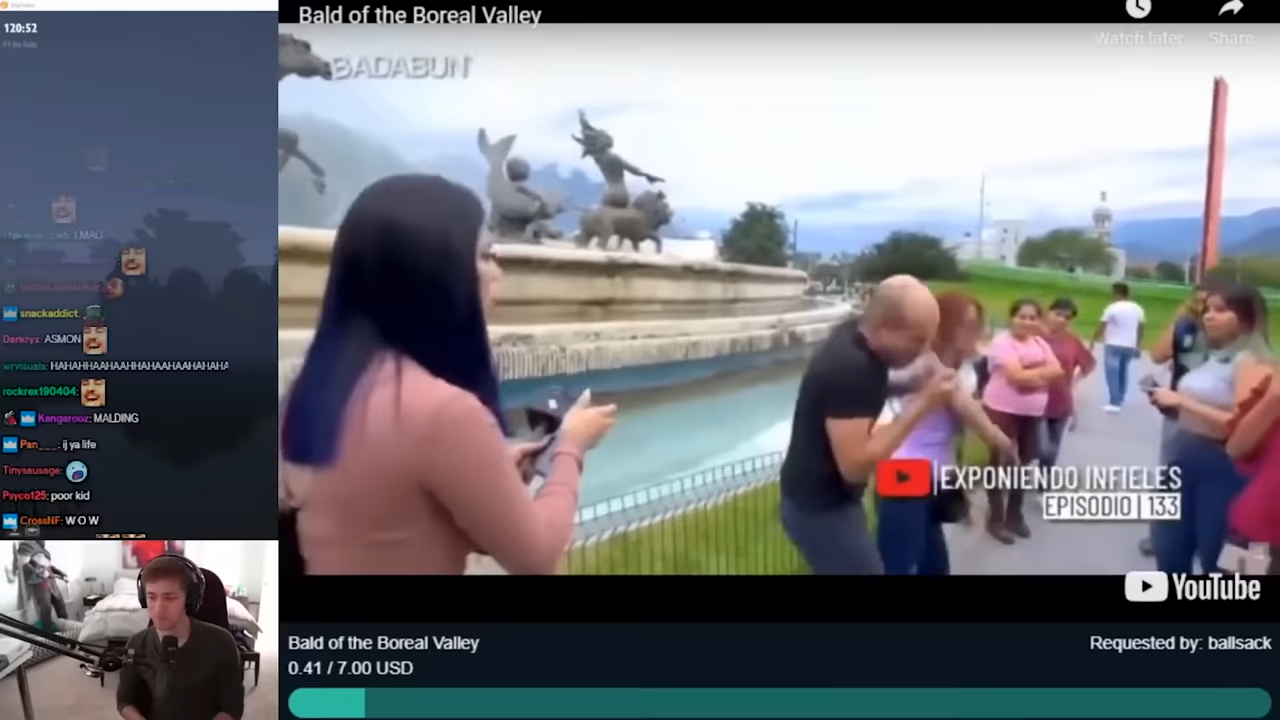 120:52
LMAO
snackaddict:
Darkryx: ASMON
wrvisuals: HAHAHHAAHAAHHAHAAHAAHAHAHA
rockrex190404:
Kangarooz: MALDING
Pan___: ij ya life
Tinysausage:
Psyco125: poor kid
CrossNF: W O W
Bald of the Boreal Valley
Watch later
Share
BADABUN
EXPONIENDO INFIELES
EPISODIO | 133
YouTube
Bald of the Boreal Valley
Requested by: ballsack
0.41 / 7.00 USD